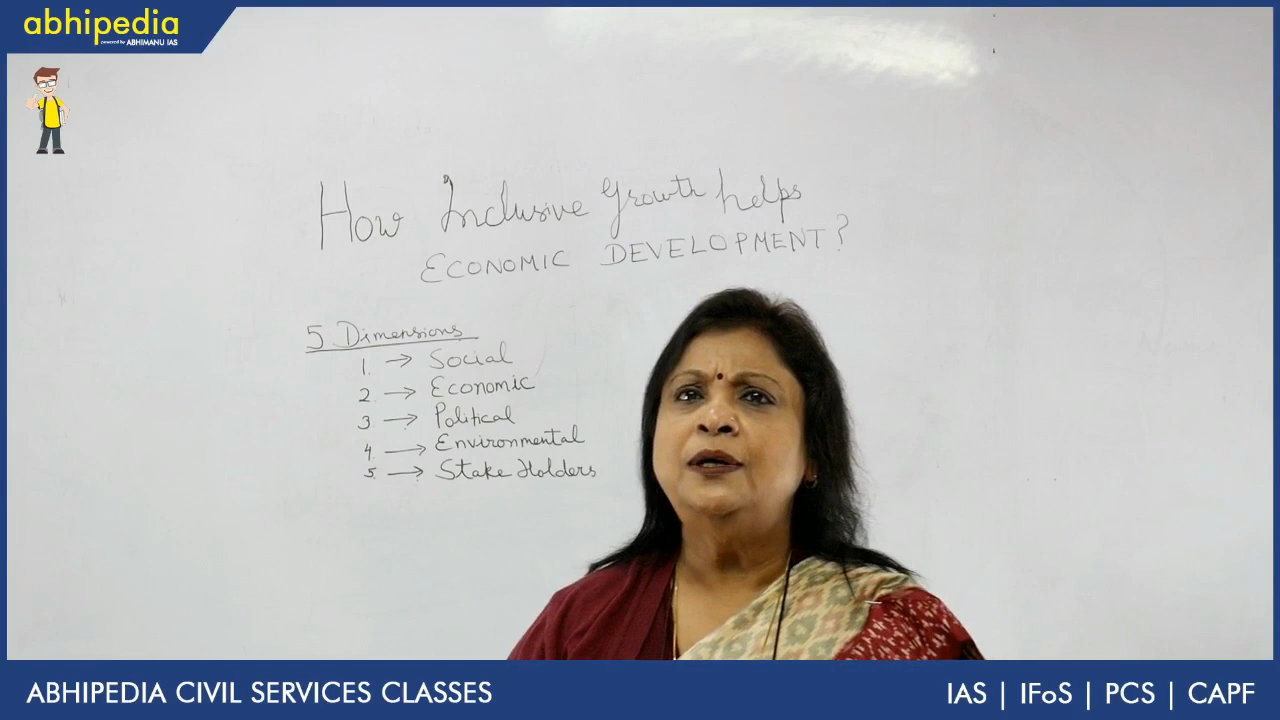 abhipedia
powered by ABHIMANU IAS
How Inclusive Growth helps
ECONOMIC DEVELOPMENT?
5 Dimensions
1. → Social
2. → Economic
3. → Political
4. → Environmental
5. → Stake Holders
ABHIPEDIA CIVIL SERVICES CLASSES
IAS | IFoS | PCS | CAPF